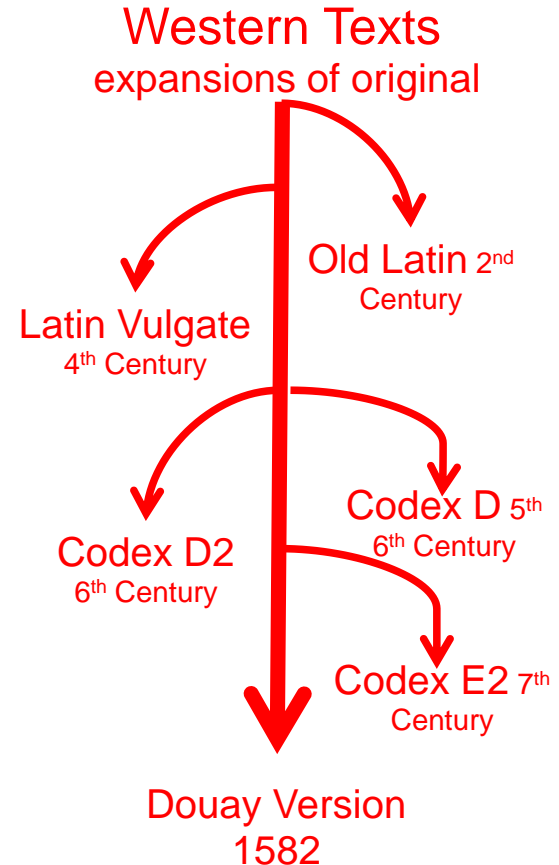 Western Texts
expansions of original
Old Latin 2nd
Century
Latin Vulgate
4th Century
Codex D 5th
6th Century
Codex D2
6th Century
Codex E2 7th
Century
Douay Version
1582